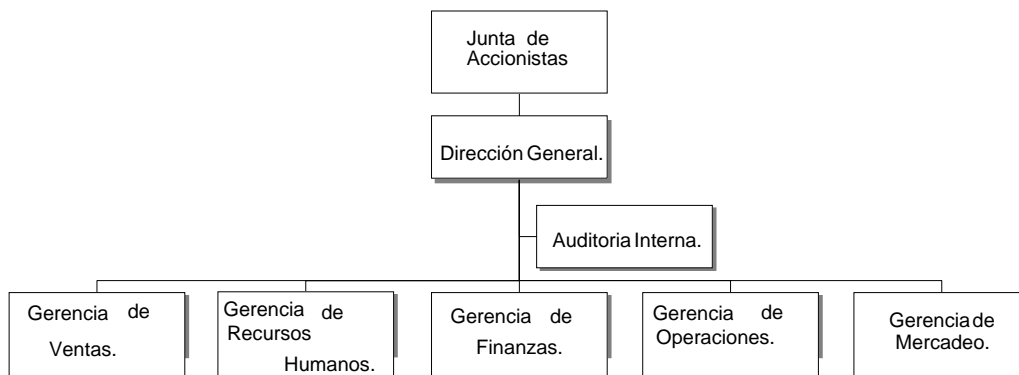 Junta de
Accionistas
Dirección General.
Auditoria Interna.
Gerencia de
Ventas.
Gerencia de
Recursos
Humanos.
Gerencia de
Finanzas.
Gerencia de
Operaciones.
Gerencia de
Mercadeo.